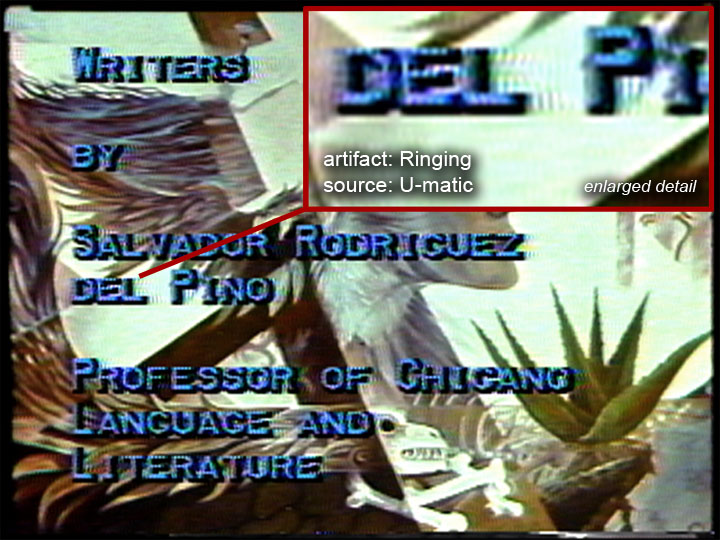 WRITERS
BY
SALVADOR RODRIGUEZ
DEL PINO
PROFESSOR OF CHICANO
LANGUAGE AND
LITERATURE
DEL PI
artifact: Ringing
source: U-matic
enlarged detail